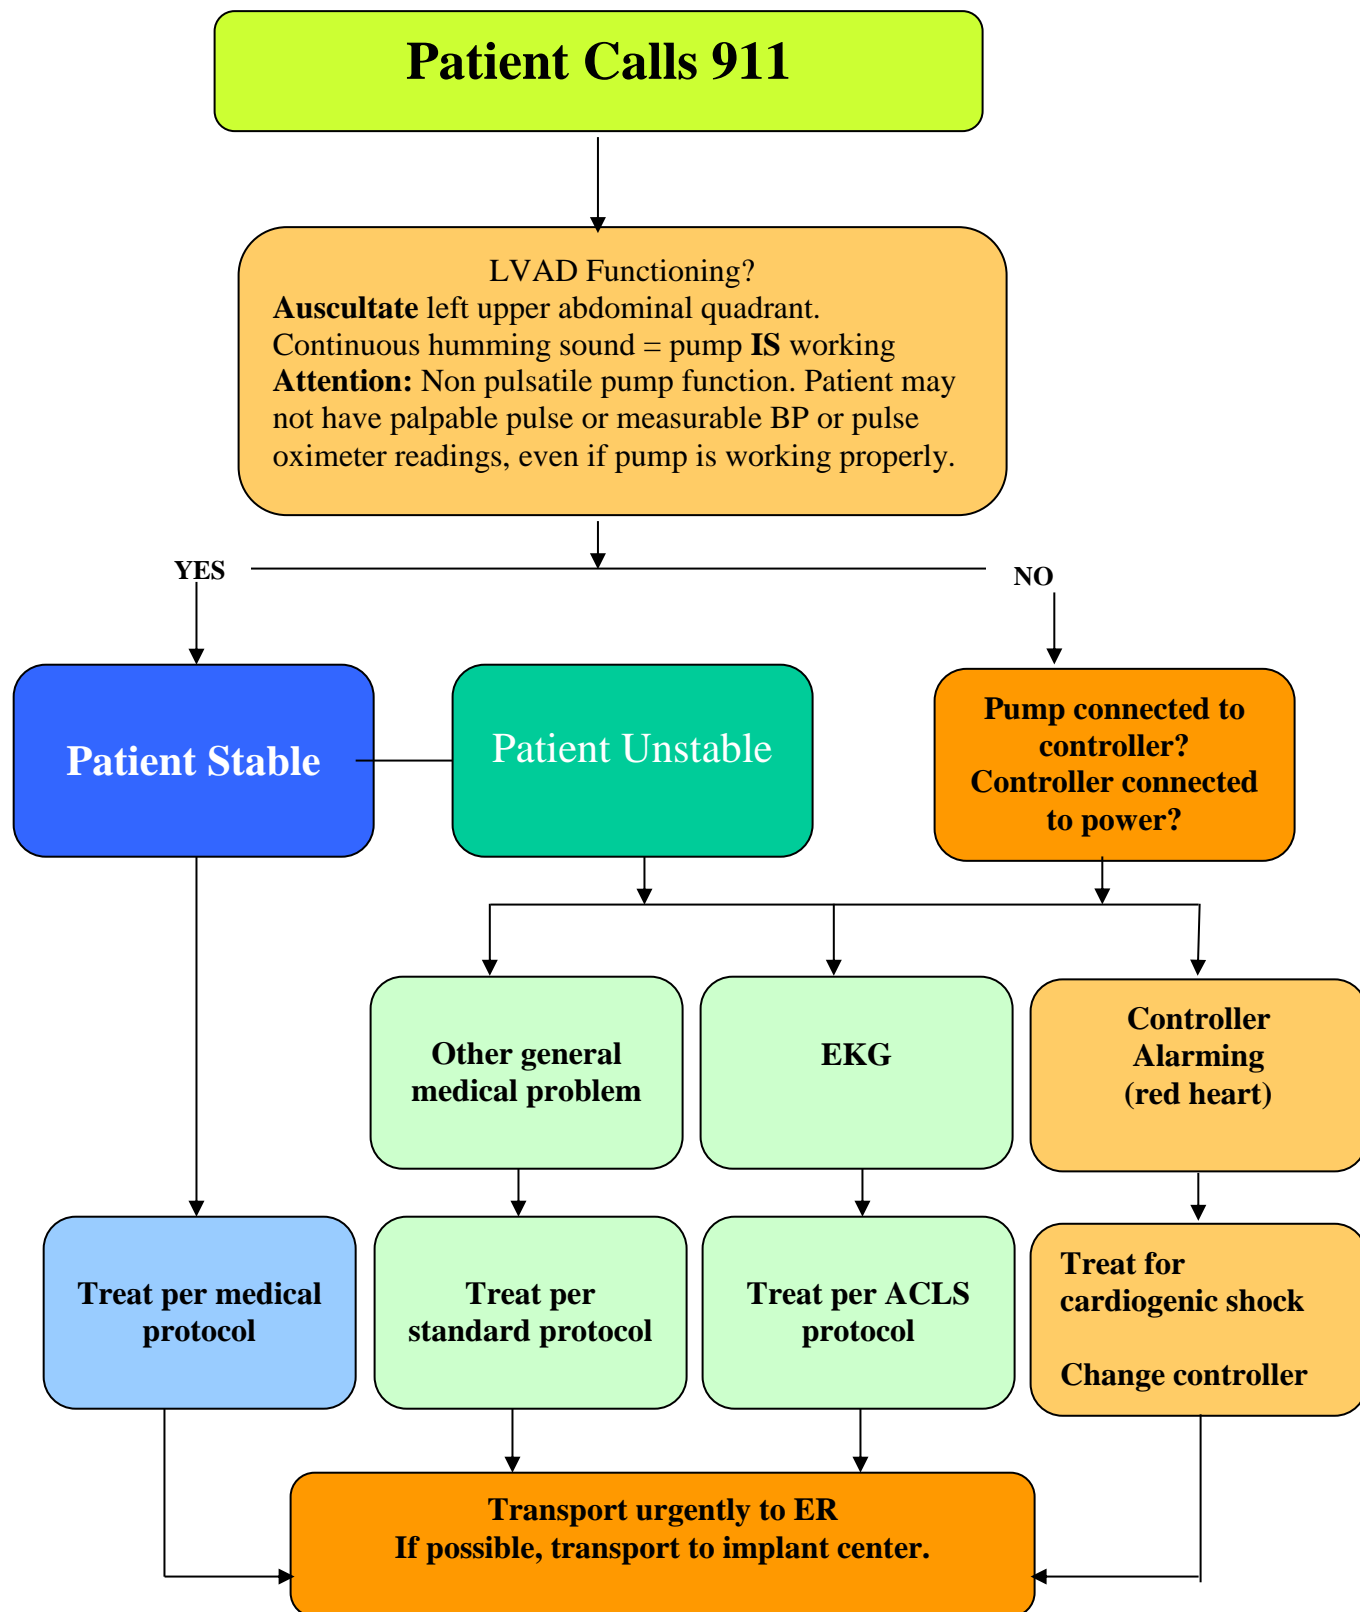 Patient Calls 911
LVAD Functioning?
Auscultate left upper abdominal quadrant.
Continuous humming sound = pump IS working
Attention: Non pulsatile pump function. Patient may
not have palpable pulse or measurable BP or pulse
oximeter readings, even if pump is working properly.
YES
NO
Patient Stable
Patient Unstable
Pump connected to
controller?
Controller connected
to power?
Other general
medical problem
EKG
Controller
Alarming
(red heart)
Treat per medical
protocol
Treat per
standard protocol
Treat per ACLS
protocol
Treat for
cardiogenic shock
Change controller
Transport urgently to ER
If possible, transport to implant center.